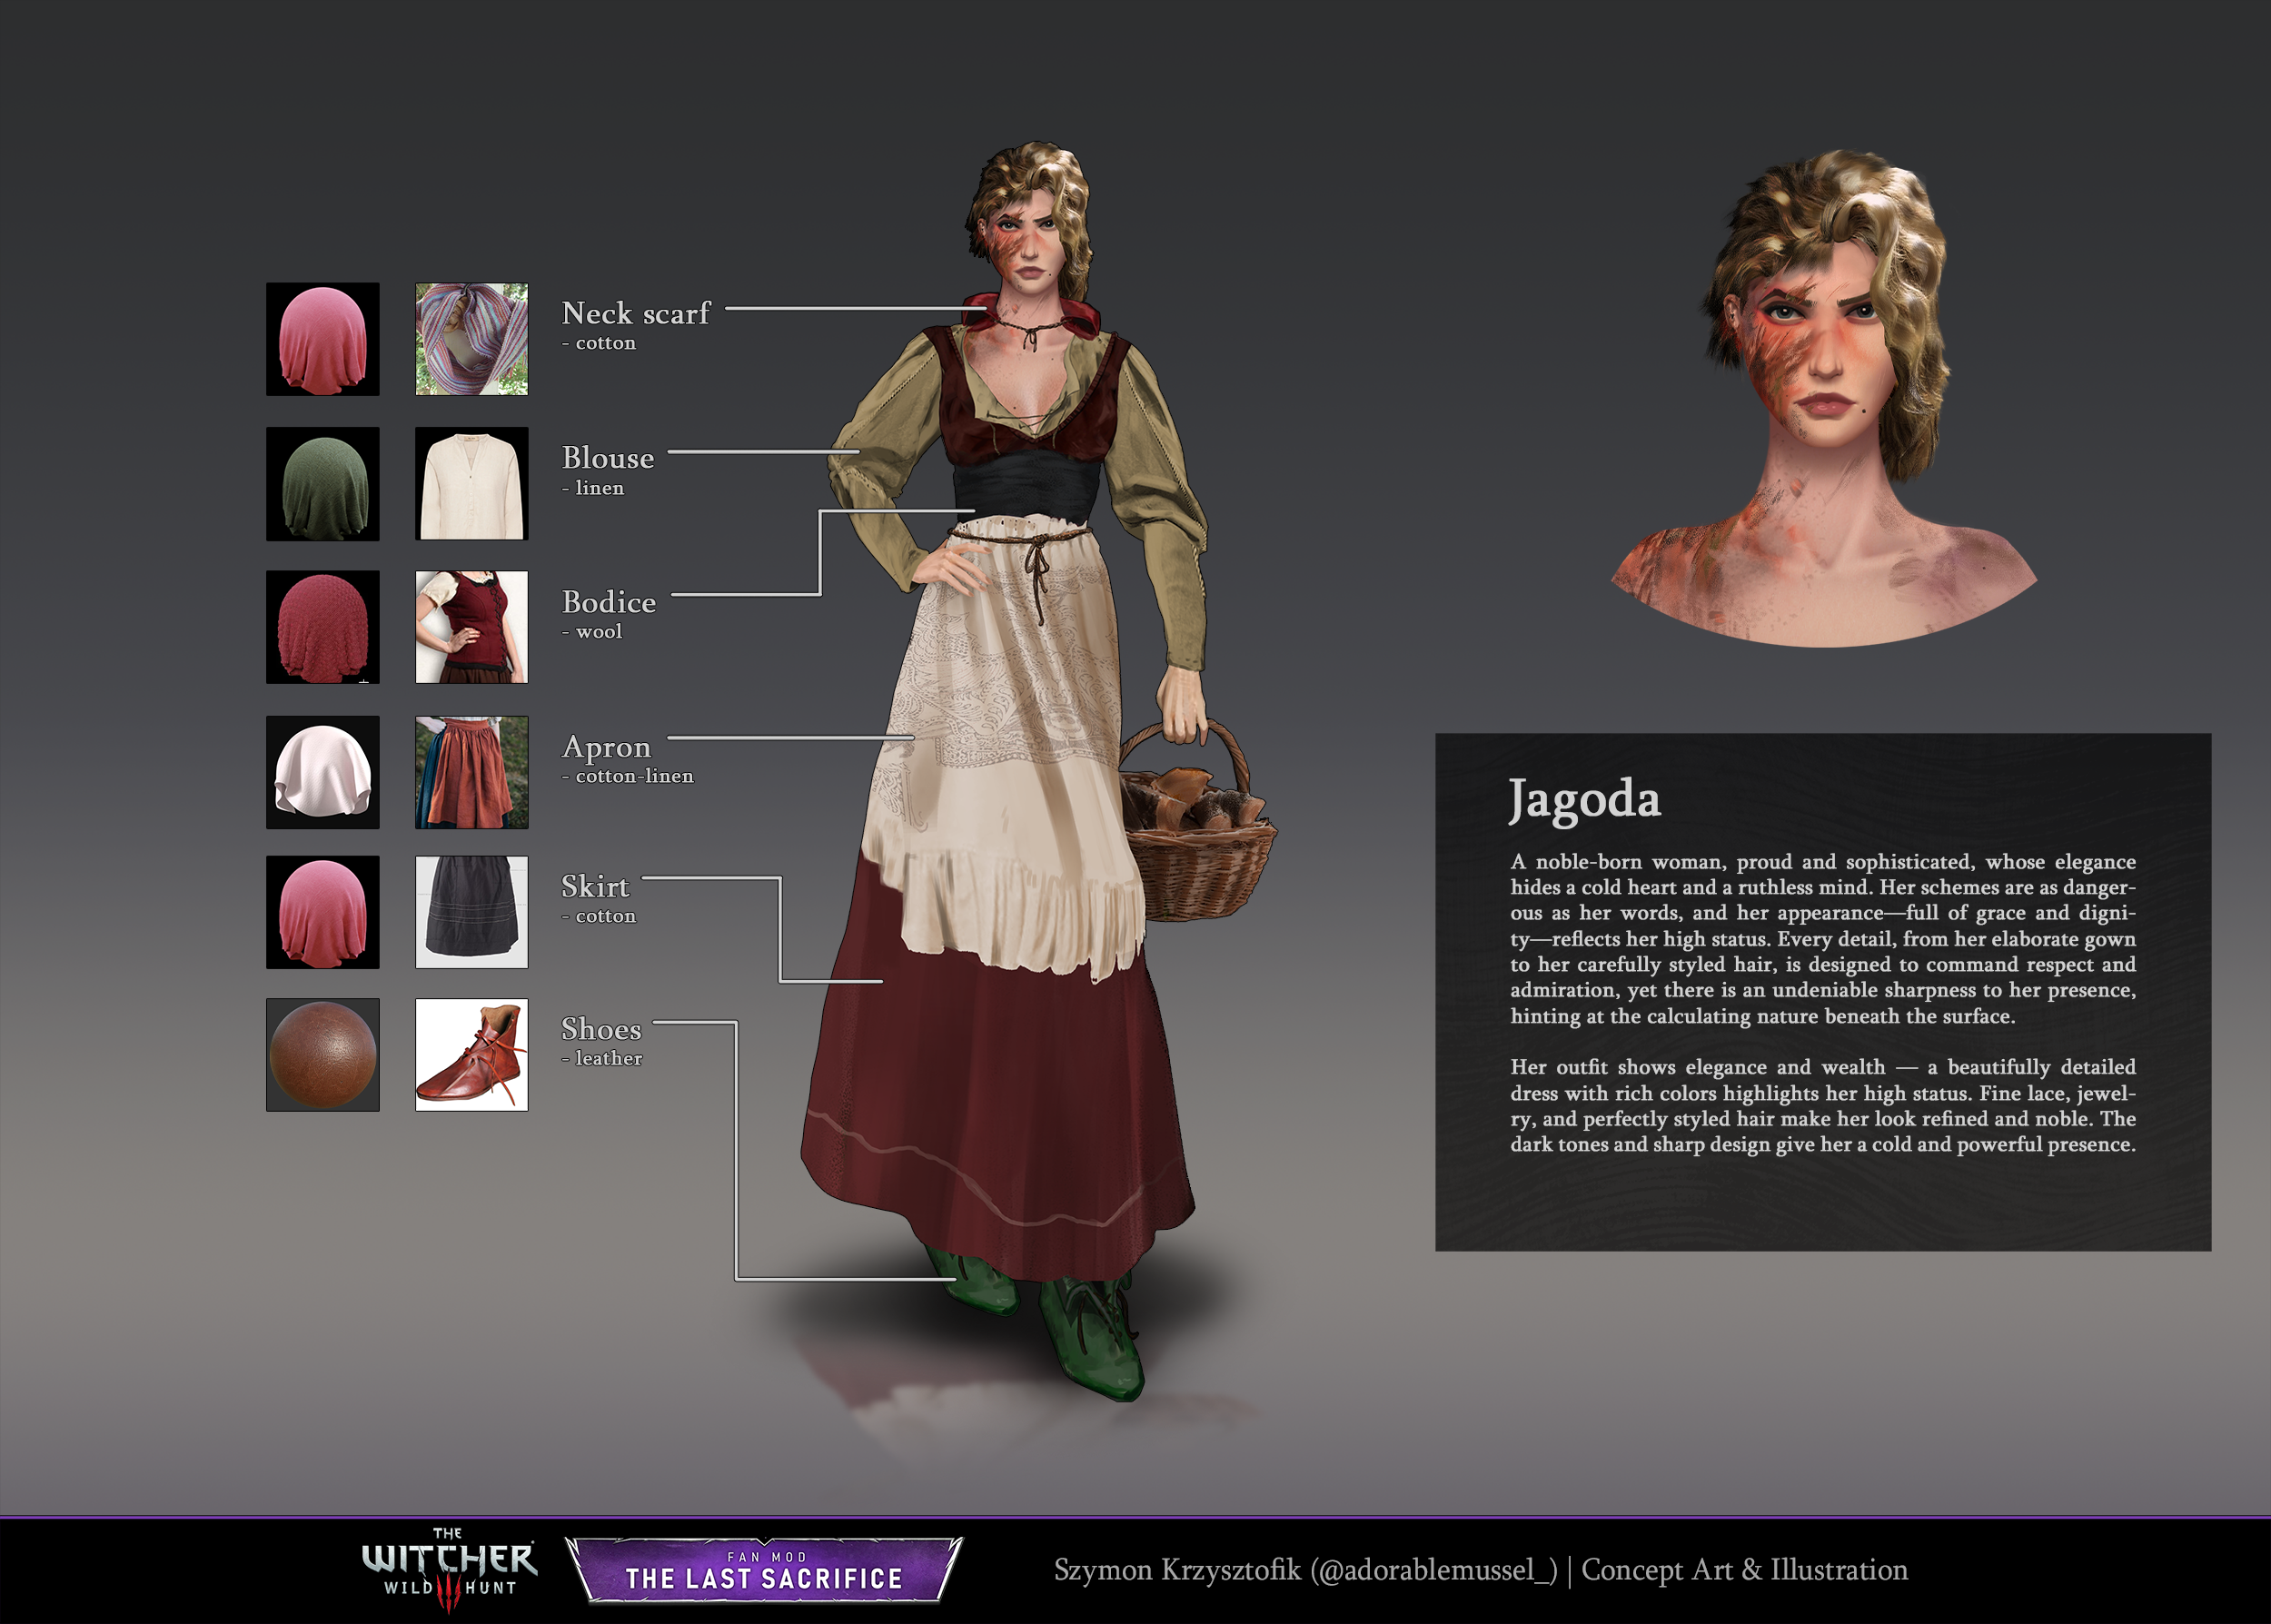 Neck scarf
- cotton
Blouse
- linen
Bodice
- wool
Apron
- cotton-linen
Skirt
- cotton
Shoes
- leather
Jagoda
A noble-born woman, proud and sophisticated, whose elegance
hides a cold heart and a ruthless mind. Her schemes are as danger-
ous as her words, and her appearance—full of grace and digni-
ty—reflects her high status. Every detail, from her elaborate gown
to her carefully styled hair, is designed to command respect and
admiration, yet there is an undeniable sharpness to her presence,
hinting at the calculating nature beneath the surface.
Her outfit shows elegance and wealth — a beautifully detailed
dress with rich colors highlights her high status. Fine lace, jewel-
ry, and perfectly styled hair make her look refined and noble. The
dark tones and sharp design give her a cold and powerful presence.
THE
WITCHER
WILD HUNT
FAN MOD
THE LAST SACRIFICE
Szymon Krzysztofik (@adorablemussel_) | Concept Art & Illustration